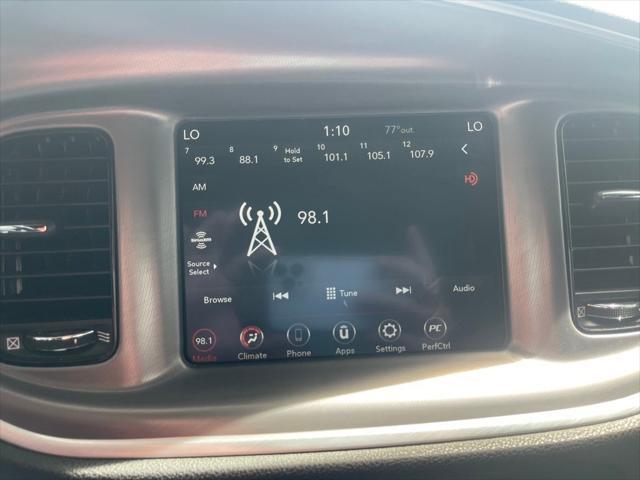 LO 1:10 77° out. LO
7 99.3 8 88.1 9 Hold to Set 10 101.1 11 105.1 12 107.9
AM
FM
98.1
SiriusXM
Source
Select
Browse Tune Audio
98.1 PC
Media Climate Phone Apps Settings PerfCtrl